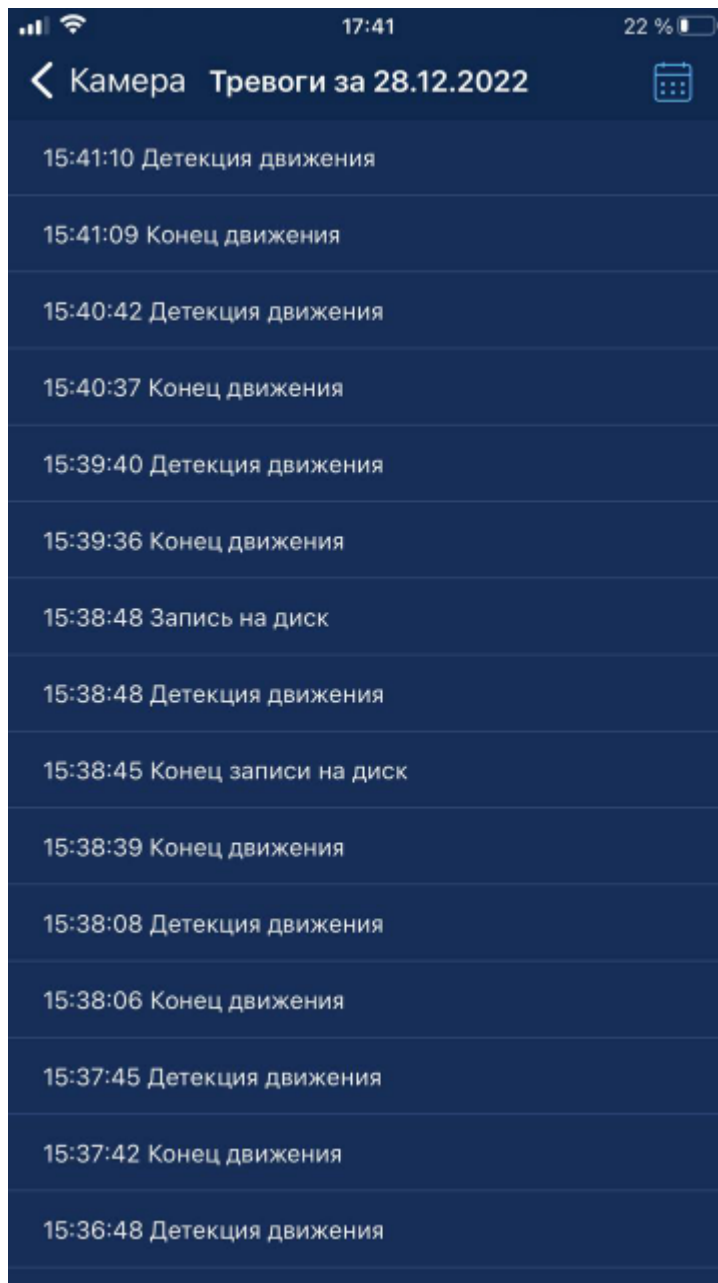 17:41
22 %
Камера Тревоги за 28.12.2022
15:41:10 Детекция движения
15:41:09 Конец движения
15:40:42 Детекция движения
15:40:37 Конец движения
15:39:40 Детекция движения
15:39:36 Конец движения
15:38:48 Запись на диск
15:38:48 Детекция движения
15:38:45 Конец записи на диск
15:38:39 Конец движения
15:38:08 Детекция движения
15:38:06 Конец движения
15:37:45 Детекция движения
15:37:42 Конец движения
15:36:48 Детекция движения